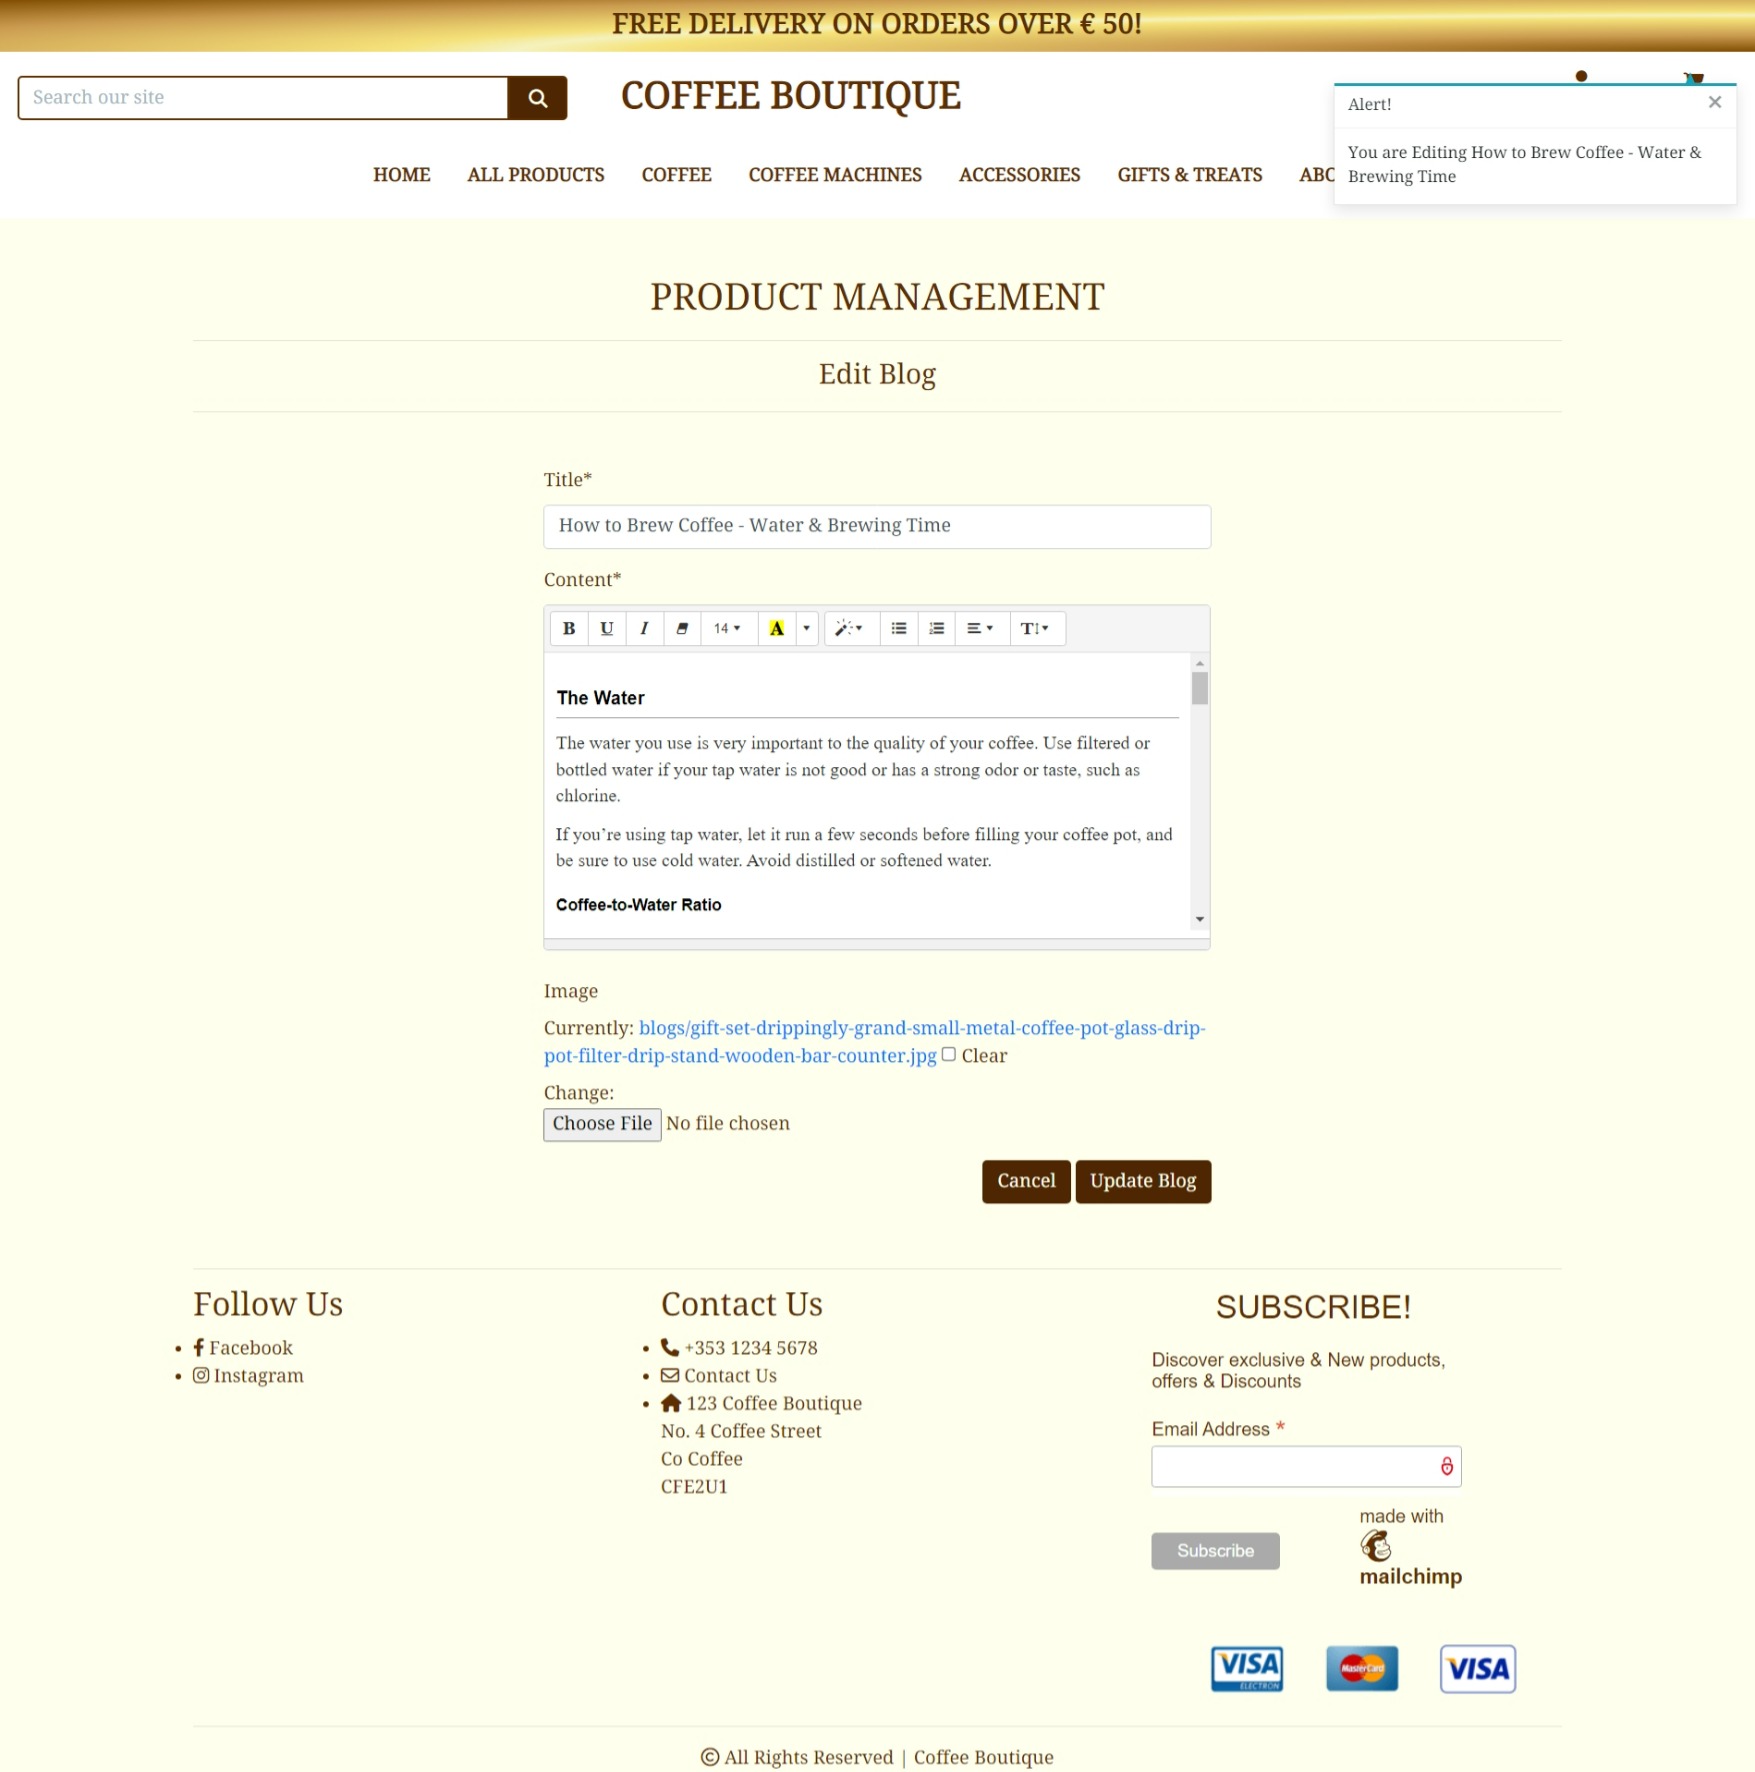 FREE DELIVERY ON ORDERS OVER € 50!
Search our site
COFFEE BOUTIQUE
Alert!
You are Editing How to Brew Coffee - Water &
Brewing Time
HOME ALL PRODUCTS COFFEE COFFEE MACHINES ACCESSORIES GIFTS & TREATS
PRODUCT MANAGEMENT
Edit Blog
Title*
How to Brew Coffee - Water & Brewing Time
Content*
B U I 14 A T
The Water
The water you use is very important to the quality of your coffee. Use filtered or
bottled water if your tap water is not good or has a strong odor or taste, such as
chlorine.
If you’re using tap water, let it run a few seconds before filling your coffee pot, and
be sure to use cold water. Avoid distilled or softened water.
Coffee-to-Water Ratio
Image
Currently: blogs/gift-set-drippingly-grand-small-metal-coffee-pot-glass-drip-
pot-filter-drip-stand-wooden-bar-counter.jpg Clear
Change:
Choose File No file chosen
Cancel Update Blog
Follow Us
Facebook
Instagram
Contact Us
+353 1234 5678
Contact Us
123 Coffee Boutique
No. 4 Coffee Street
Co Coffee
CFE2U1
SUBSCRIBE!
Discover exclusive & New products,
offers & Discounts
Email Address *
Subscribe
made with
mailchimp
VISA ELECTRON MasterCard VISA
© All Rights Reserved | Coffee Boutique